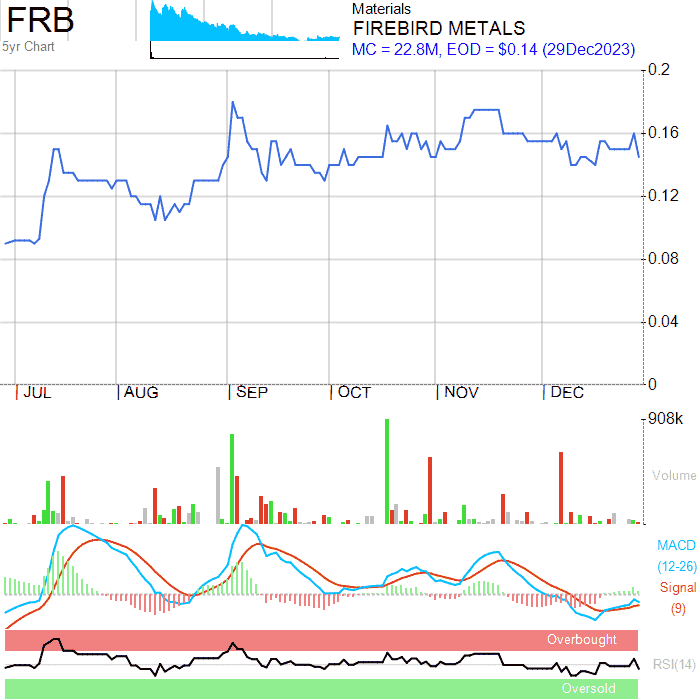 FRB
5yr Chart
Materials
FIREBIRD METALS
MC = 22.8M, EOD = $0.14 (29Dec2023)
0.2
0.16
0.12
0.08
0.04
0
JUL AUG SEP OCT NOV DEC
908k
Volume
MACD
(12-26)
Signal
(9)
Overbought
RSI(14)
Oversold